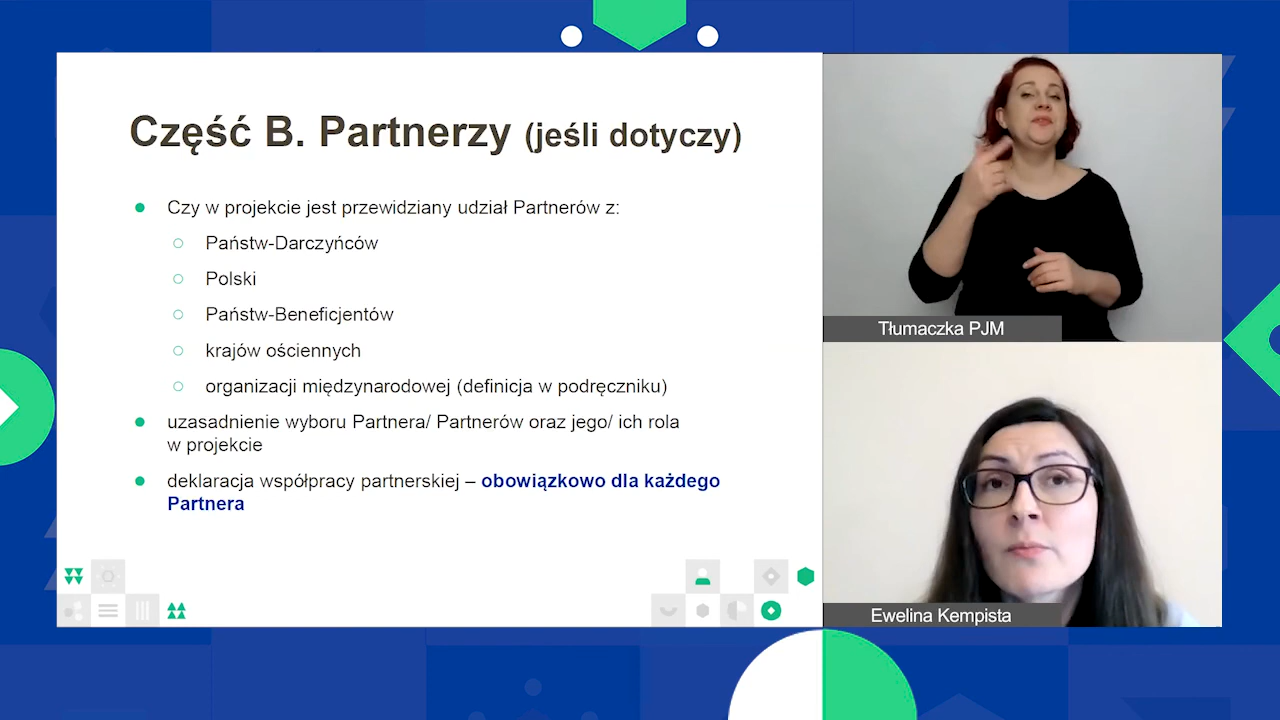 Część B. Partnerzy (jeśli dotyczy)
Czy w projekcie jest przewidziany udział Partnerów z:
Państw-Darczyńców
Polski
Państw-Beneficjentów
krajów ościennych
organizacji międzynarodowej (definicja w podręczniku)
uzasadnienie wyboru Partnera/ Partnerów oraz jego/ ich rola
w projekcie
deklaracja współpracy partnerskiej – obowiązkowo dla każdego
Partnera
Tłumaczka PJM
Ewelina Kempista